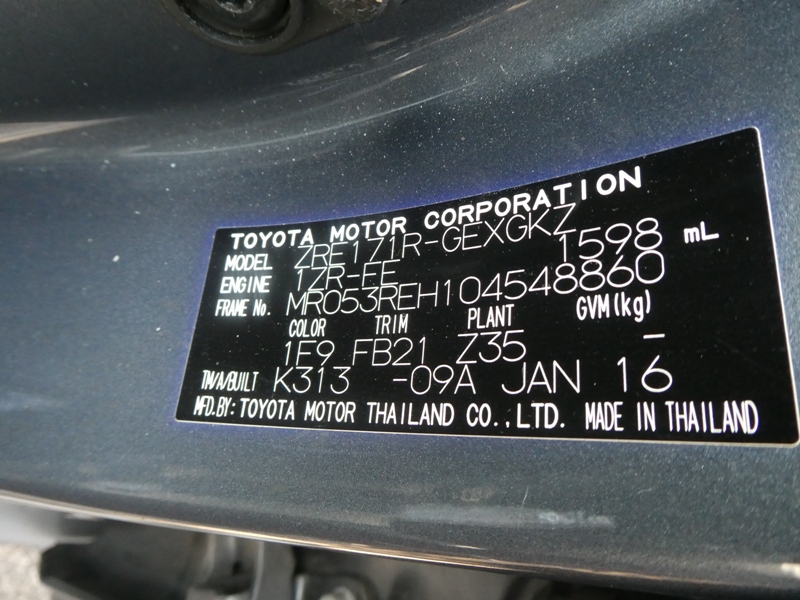 TOYOTA MOTOR CORPORATION
MODEL ZRE171R-GEXGKZ
ENGINE 1ZR-FE 1598 mL
FRAME No. MR053REH104548860
COLOR TRIM PLANT GVM(kg)
1F9 FB21 Z35 –
T/M/A/BUILT K313 -09A JAN 16
MFD.BY: TOYOTA MOTOR THAILAND CO.,LTD. MADE IN THAILAND